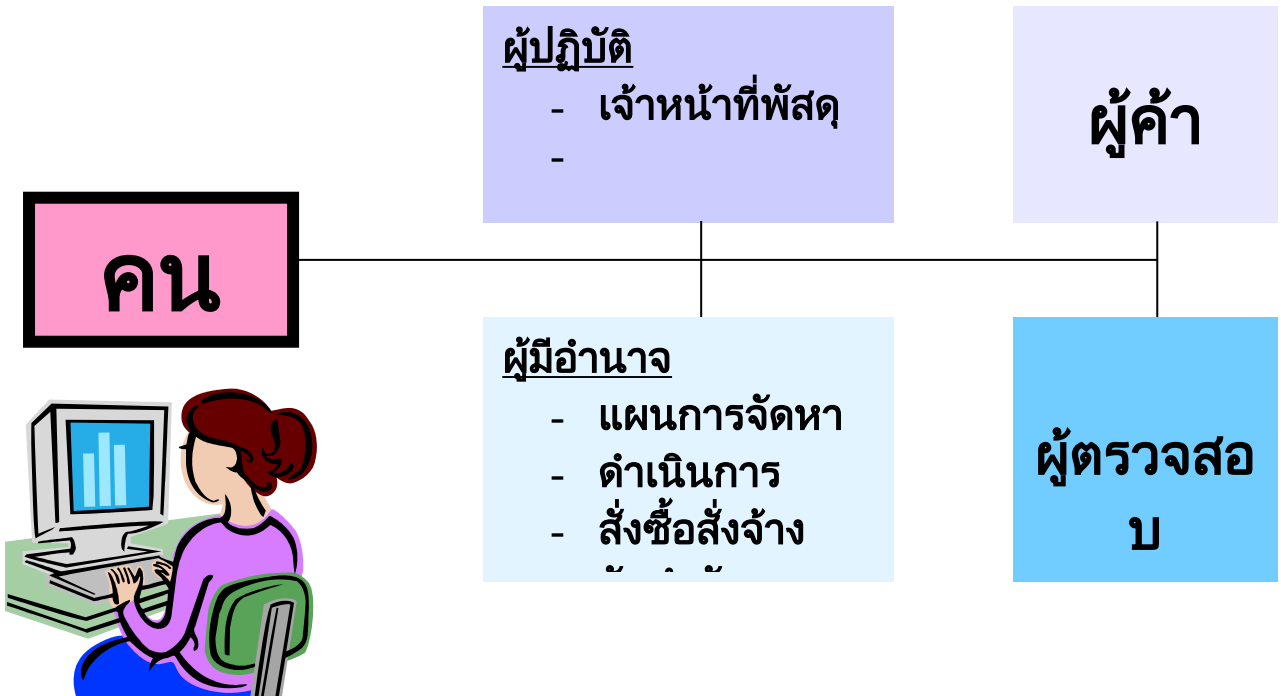 ผู้ปฏิบัติ
- เจ้าหน้าที่พัสดุ
-
ผู้ค้า
คน
ผู้มีอำนาจ
- แผนการจัดหา
- ดำเนินการ
- สั่งซื้อสั่งจ้าง
ผู้ตรวจสอ
บ